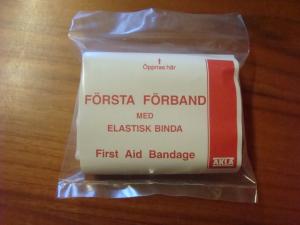 ↑
Öppnas här
FÖRSTA FÖRBAND
MED
ELASTISK BINDA
First Aid Bandage
AKLA